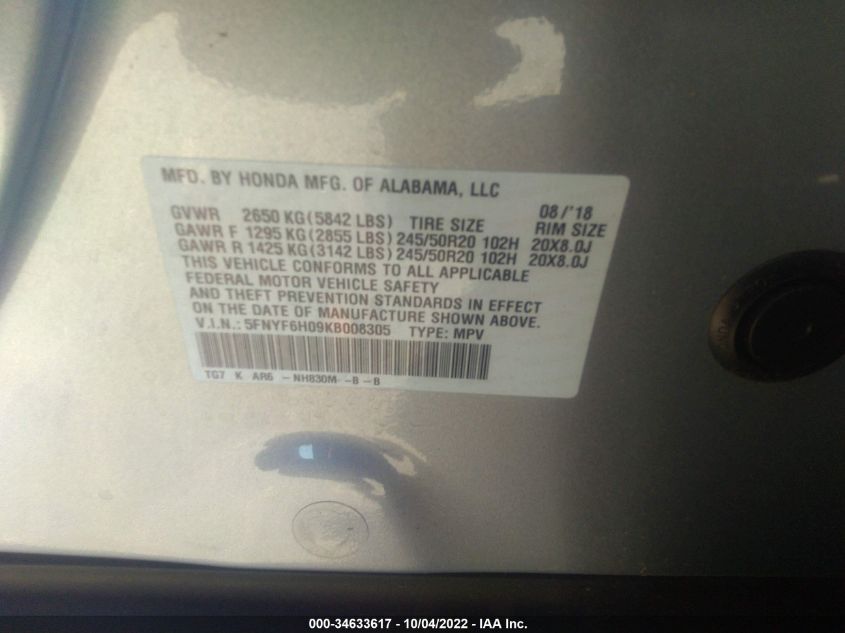 MFD. BY HONDA MFG. OF ALABAMA, LLC
08/'18
GVWR 2650 KG(5842 LBS) TIRE SIZE RIM SIZE
GAWR F 1295 KG(2855 LBS)245/50R20 102H 20X8.0J
GAWR R 1425 KG(3142 LBS)245/50R20 102H 20X8.0J
THIS VEHICLE CONFORMS TO ALL APPLICABLE
FEDERAL MOTOR VEHICLE SAFETY
AND THEFT PREVENTION STANDARDS IN EFFECT
ON THE DATE OF MANUFACTURE SHOWN ABOVE.
V.I.N.: 5FNYF6H09KB008305 TYPE: MPV
TG7 K AR6 -NH830M- -B -B
000-34633617 - 10/04/2022 - IAA Inc.